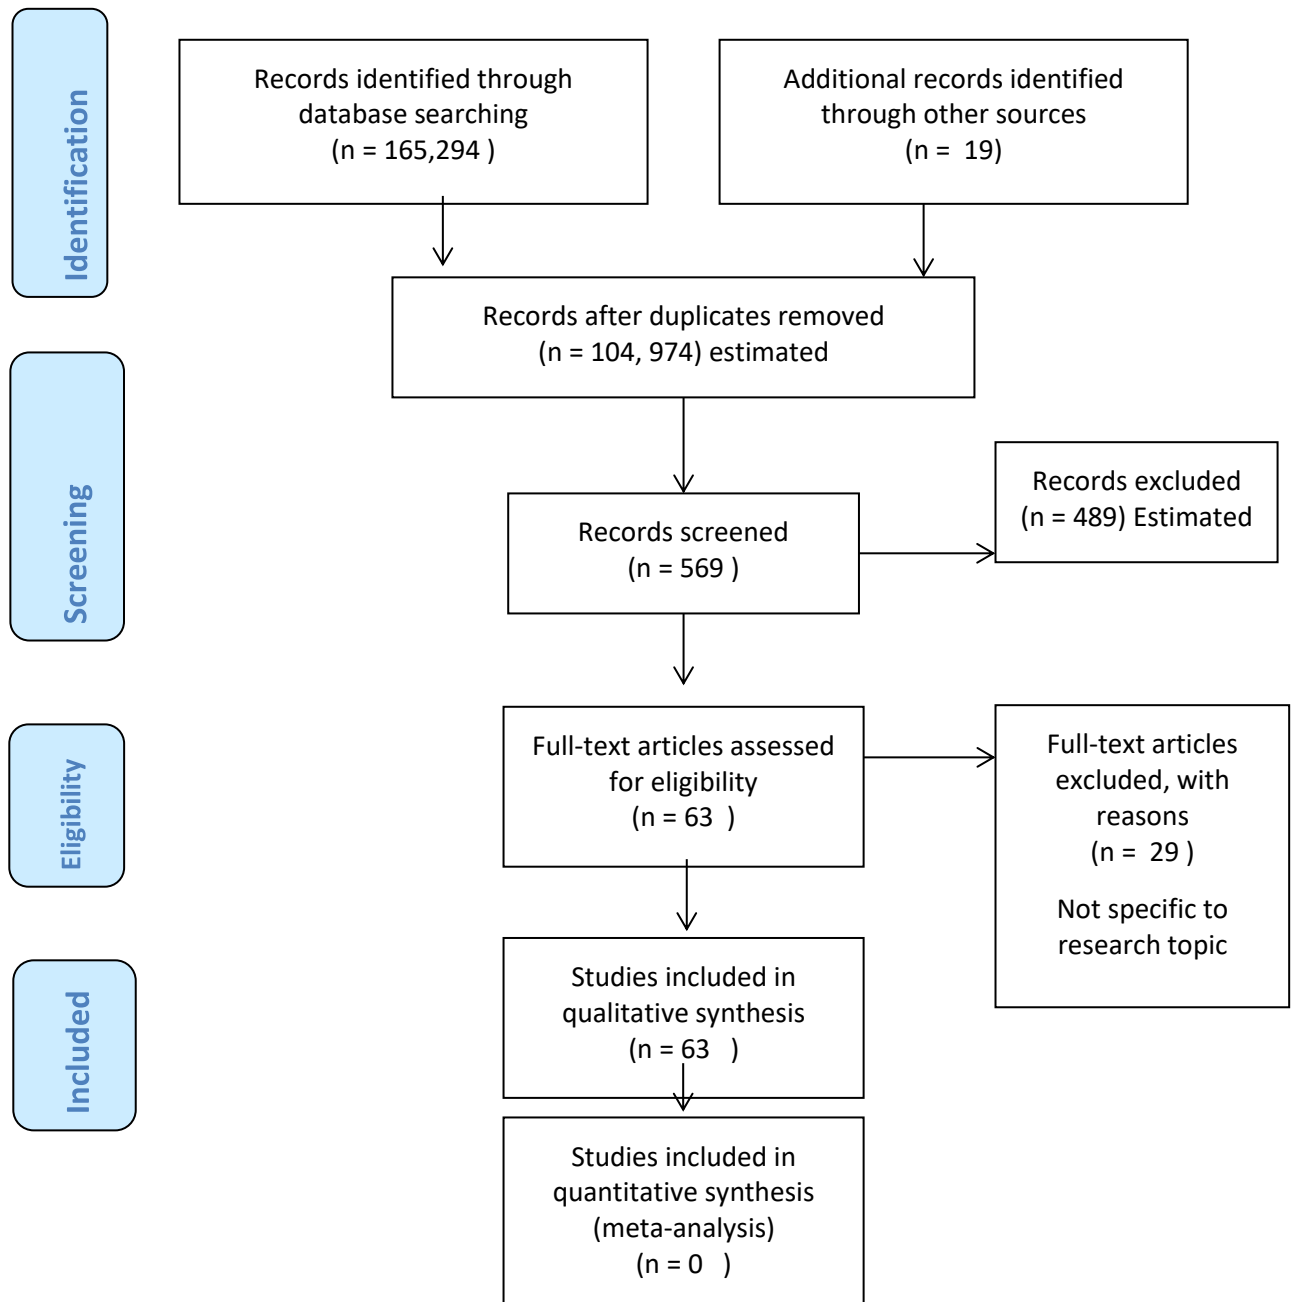 Identification
Records identified through
database searching
(n = 165,294 )
Additional records identified
through other sources
(n =  19)
Records after duplicates removed
(n = 104, 974) estimated
Screening
Records screened
(n = 569 )
Records excluded
(n = 489) Estimated
Eligibility
Full-text articles assessed
for eligibility
(n = 63  )
Full-text articles
excluded, with
reasons
(n =  29 )
Not specific to
research topic
Included
Studies included in
qualitative synthesis
(n = 63   )
Studies included in
quantitative synthesis
(meta-analysis)
(n = 0   )